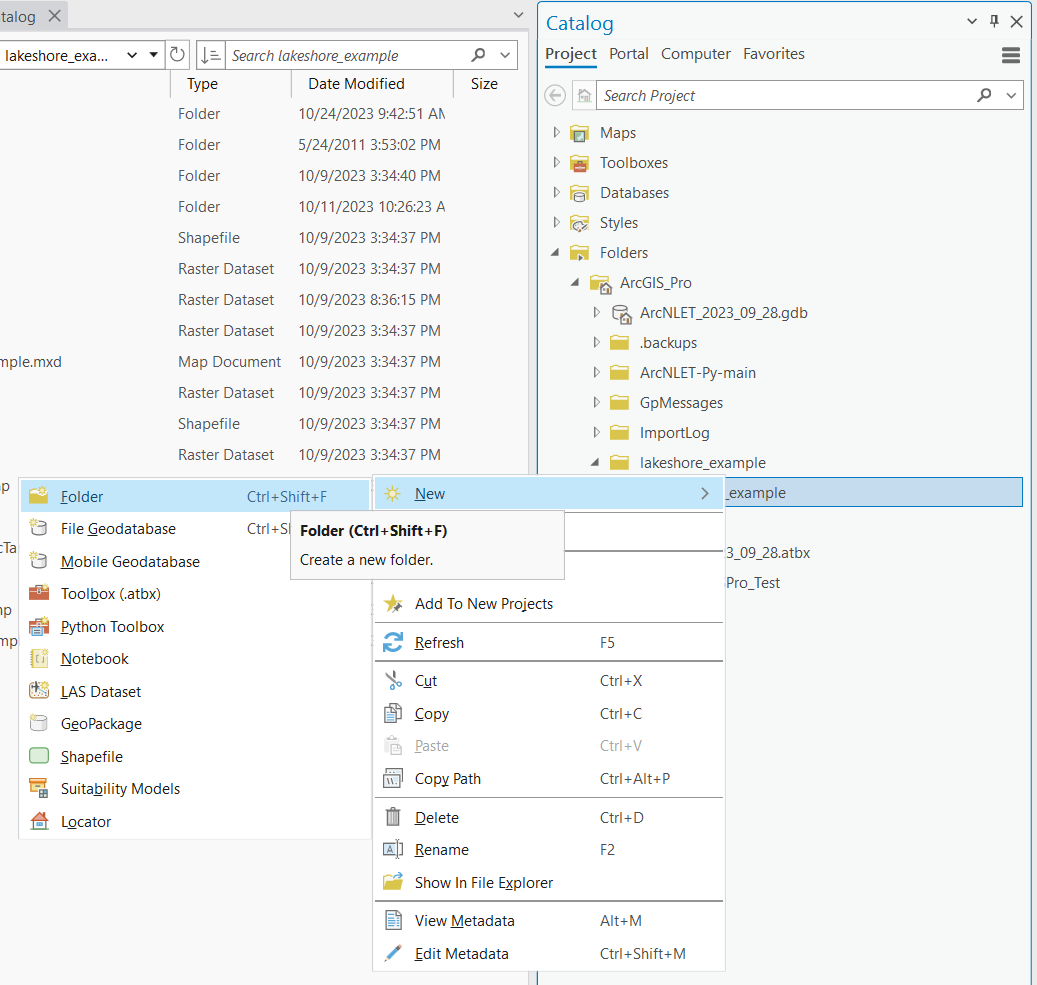 talog
lakeshore_exa...
Search lakeshore_example
Type Date Modified Size
Folder 10/24/2023 9:42:51 AM
Folder 5/24/2011 3:53:02 PM
Folder 10/9/2023 3:34:40 PM
Folder 10/11/2023 10:26:23 A
Shapefile 10/9/2023 3:34:37 PM
Raster Dataset 10/9/2023 3:34:37 PM
Raster Dataset 10/9/2023 8:36:15 PM
Raster Dataset 10/9/2023 3:34:37 PM
mple.mxd Map Document 10/9/2023 3:34:37 PM
Raster Dataset 10/9/2023 3:34:37 PM
Shapefile 10/9/2023 3:34:37 PM
Raster Dataset 10/9/2023 3:34:37 PM
np
cTa
np
mp
Catalog
Project Portal Computer Favorites
Search Project
Maps
Toolboxes
Databases
Styles
Folders
ArcGIS_Pro
ArcNLET_2023_09_28.gdb
.backups
ArcNLET-Py-main
GpMessages
ImportLog
lakeshore_example
_example
3_09_28.atbx
Pro_Test
New
Add To New Projects
Refresh F5
Cut Ctrl+X
Copy Ctrl+C
Paste Ctrl+V
Copy Path Ctrl+Alt+P
Delete Ctrl+D
Rename F2
Show In File Explorer
View Metadata Alt+M
Edit Metadata Ctrl+Shift+M
Folder Ctrl+Shift+F
File Geodatabase Ctrl+Sh
Mobile Geodatabase
Toolbox (.atbx)
Python Toolbox
Notebook
LAS Dataset
GeoPackage
Shapefile
Suitability Models
Locator
Folder (Ctrl+Shift+F)
Create a new folder.